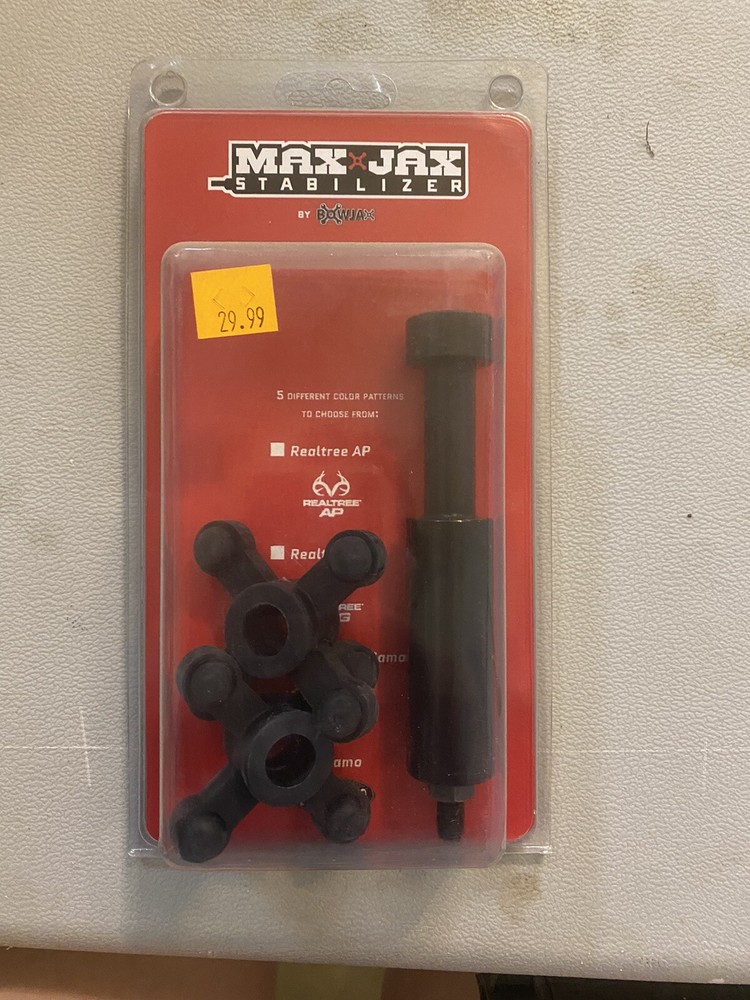 MAX JAX
STABILIZER
BY BOWJAX
29.99
5 DIFFERENT COLOR PATTERNS
TO CHOOSE FROM:
Realtree AP
REALTREE
AP